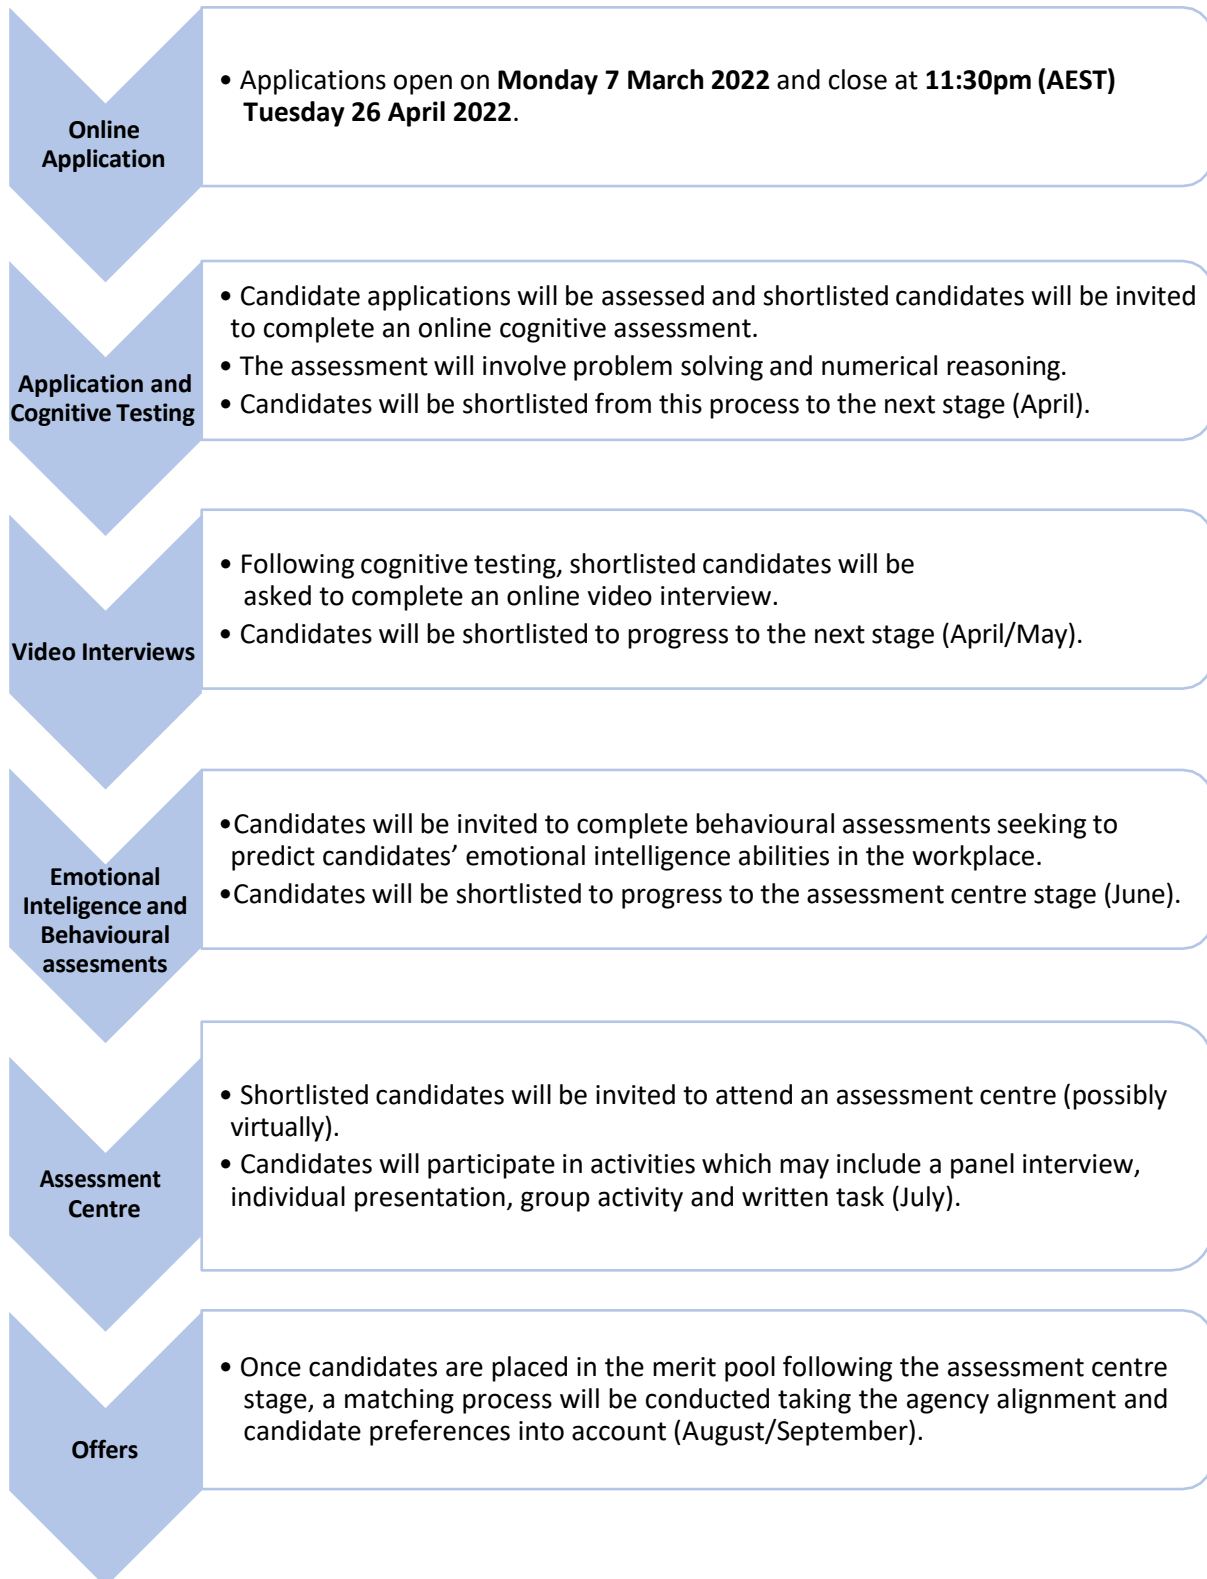 Online
Application
• Applications open on Monday 7 March 2022 and close at 11:30pm (AEST)
Tuesday 26 April 2022.
Application and
Cognitive Testing
• Candidate applications will be assessed and shortlisted candidates will be invited
to complete an online cognitive assessment.
• The assessment will involve problem solving and numerical reasoning.
• Candidates will be shortlisted from this process to the next stage (April).
Video Interviews
• Following cognitive testing, shortlisted candidates will be
asked to complete an online video interview.
• Candidates will be shortlisted to progress to the next stage (April/May).
Emotional
Inteligence and
Behavioural
assesments
•Candidates will be invited to complete behavioural assessments seeking to
predict candidates’ emotional intelligence abilities in the workplace.
•Candidates will be shortlisted to progress to the assessment centre stage (June).
Assessment
Centre
• Shortlisted candidates will be invited to attend an assessment centre (possibly
virtually).
• Candidates will participate in activities which may include a panel interview,
individual presentation, group activity and written task (July).
Offers
• Once candidates are placed in the merit pool following the assessment centre
stage, a matching process will be conducted taking the agency alignment and
candidate preferences into account (August/September).